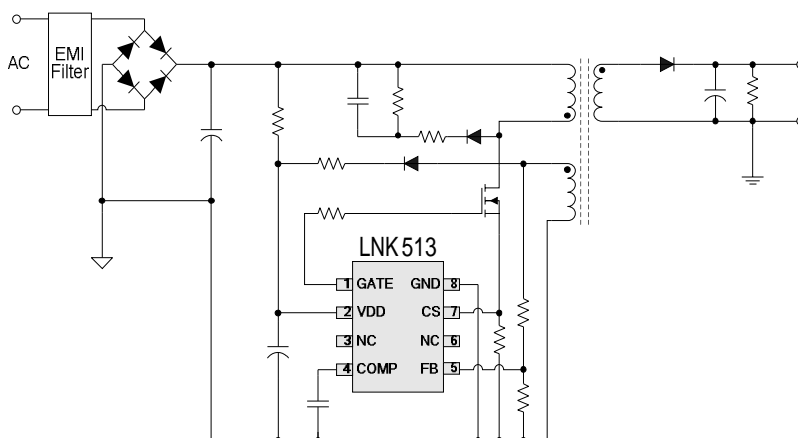 EMI
Filter
AC
LNK513
1 GATE GND 8
2 VDD CS 7
3 NC NC 6
4 COMP FB 5